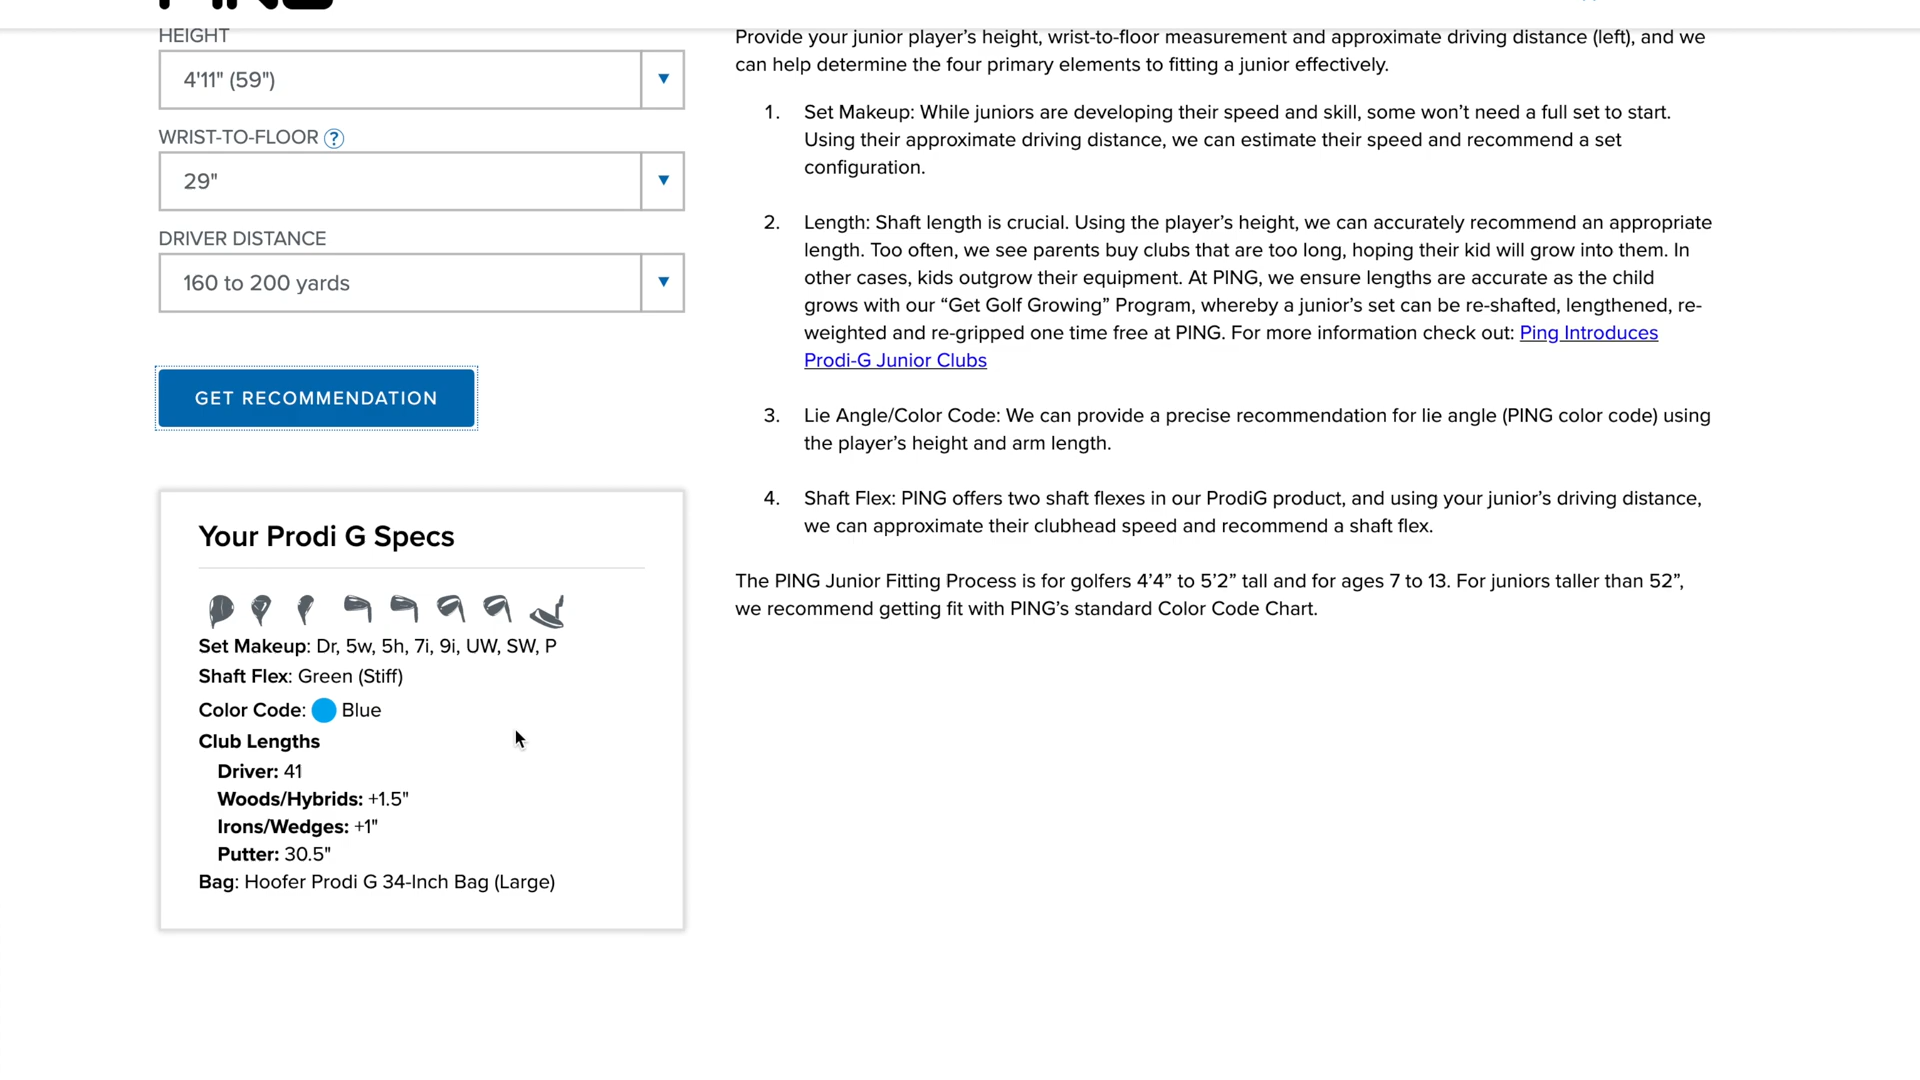 HEIGHT
4'11" (59")
WRIST-TO-FLOOR ?
29"
DRIVER DISTANCE
160 to 200 yards
GET RECOMMENDATION
Your Prodi G Specs
Set Makeup: Dr, 5w, 5h, 7i, 9i, UW, SW, P
Shaft Flex: Green (Stiff)
Color Code: Blue
Club Lengths
Driver: 41
Woods/Hybrids: +1.5"
Irons/Wedges: +1"
Putter: 30.5"
Bag: Hoofer Prodi G 34-Inch Bag (Large)
Provide your junior player’s height, wrist-to-floor measurement and approximate driving distance (left), and we
can help determine the four primary elements to fitting a junior effectively.
1. Set Makeup: While juniors are developing their speed and skill, some won’t need a full set to start.
Using their approximate driving distance, we can estimate their speed and recommend a set
configuration.
2. Length: Shaft length is crucial. Using the player’s height, we can accurately recommend an appropriate
length. Too often, we see parents buy clubs that are too long, hoping their kid will grow into them. In
other cases, kids outgrow their equipment. At PING, we ensure lengths are accurate as the child
grows with our “Get Golf Growing” Program, whereby a junior’s set can be re-shafted, lengthened, re-
weighted and re-gripped one time free at PING. For more information check out: Ping Introduces
Prodi-G Junior Clubs
3. Lie Angle/Color Code: We can provide a precise recommendation for lie angle (PING color code) using
the player’s height and arm length.
4. Shaft Flex: PING offers two shaft flexes in our ProdiG product, and using your junior’s driving distance,
we can approximate their clubhead speed and recommend a shaft flex.
The PING Junior Fitting Process is for golfers 4’4” to 5’2” tall and for ages 7 to 13. For juniors taller than 52”,
we recommend getting fit with PING’s standard Color Code Chart.